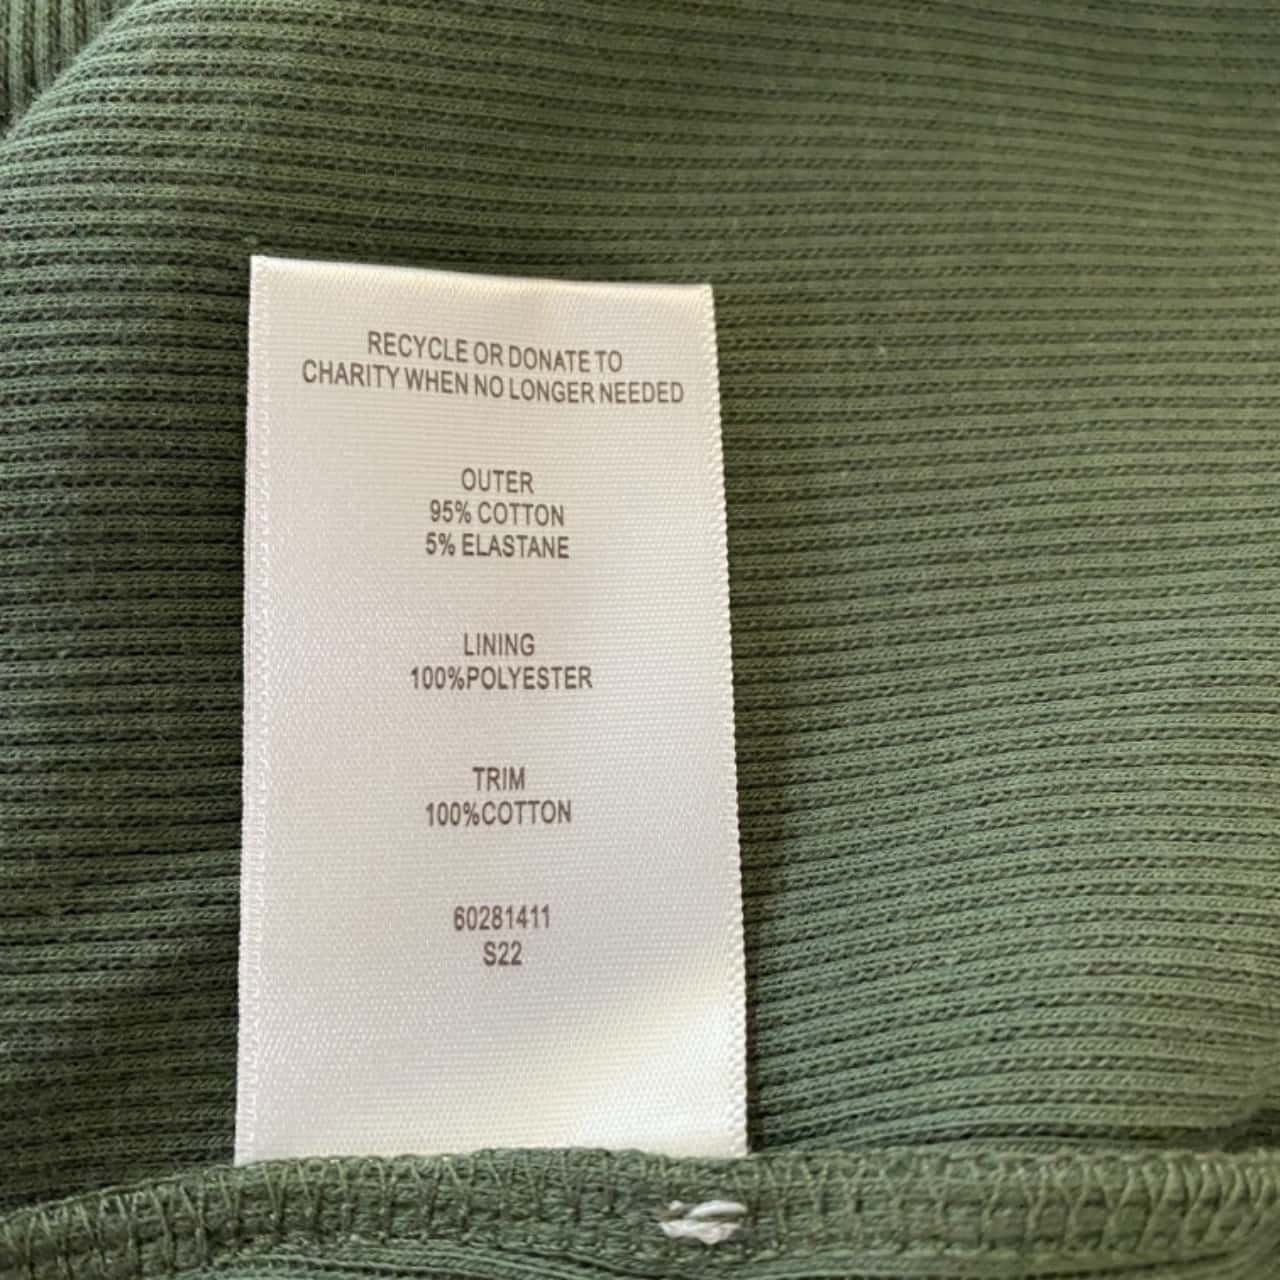 RECYCLE OR DONATE TO
CHARITY WHEN NO LONGER NEEDED
OUTER
95% COTTON
5% ELASTANE
LINING
100%POLYESTER
TRIM
100%COTTON
60281411
S22